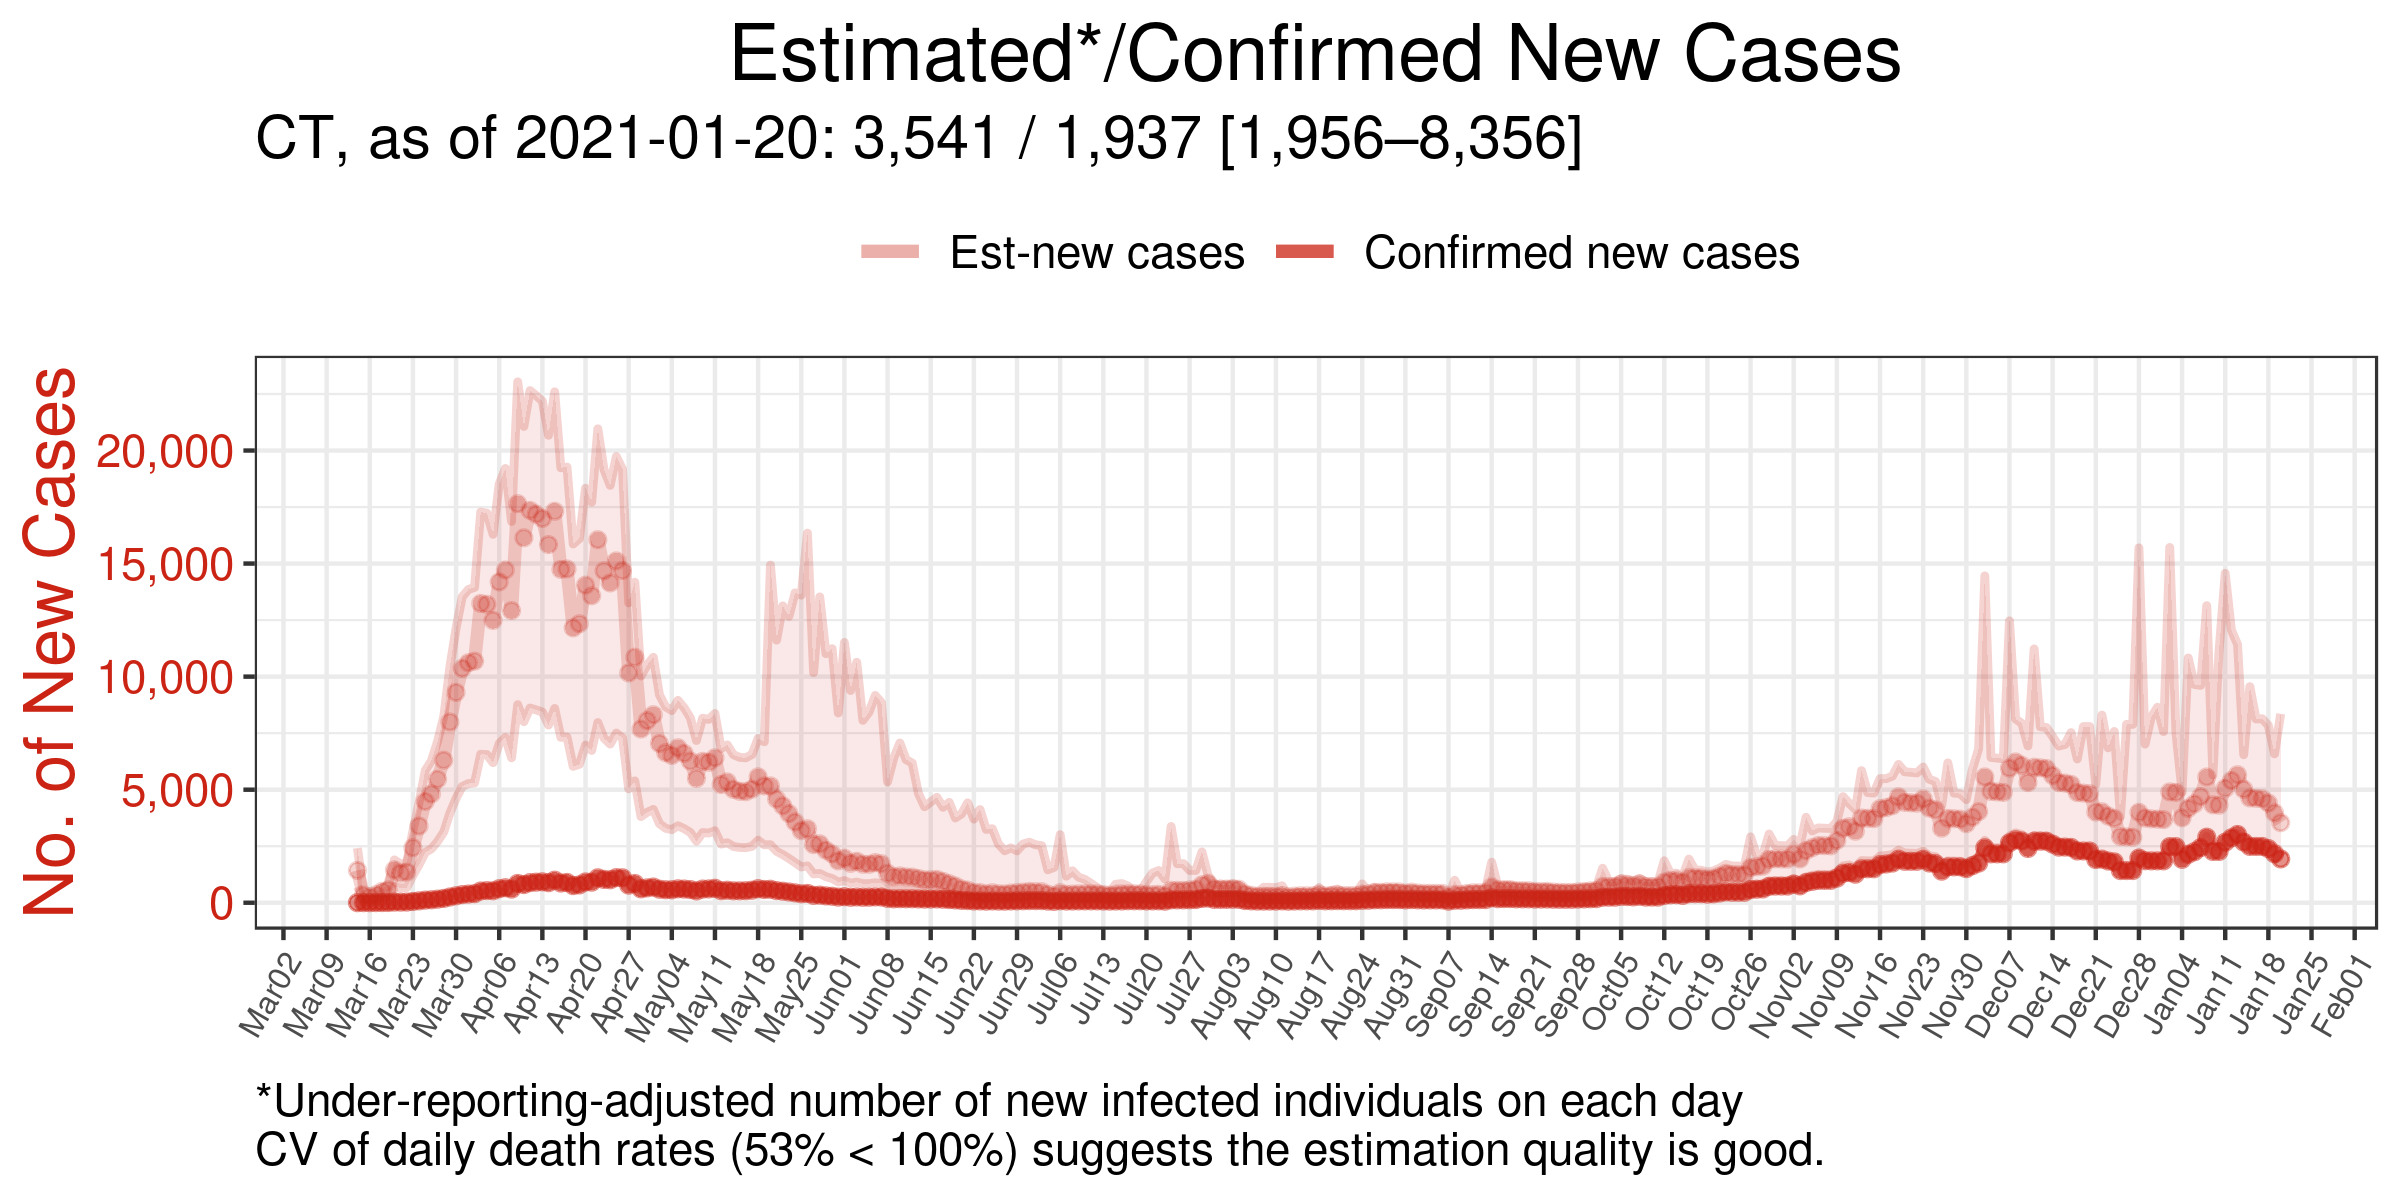 Estimated*/Confirmed New Cases
CT, as of 2021-01-20: 3,541 / 1,937 [1,956–8,356]
Est-new cases Confirmed new cases
No. of New Cases
20,000
15,000
10,000
5,000
0
Mar02 Mar09 Mar16 Mar23 Mar30 Apr06 Apr13 Apr20 Apr27 May04 May11 May18 May25 Jun01 Jun08 Jun15 Jun22 Jun29 Jul06 Jul13 Jul20 Jul27 Aug03 Aug10 Aug17 Aug24 Aug31 Sep07 Sep14 Sep21 Sep28 Oct05 Oct12 Oct19 Oct26 Nov02 Nov09 Nov16 Nov23 Nov30 Dec07 Dec14 Dec21 Dec28 Jan04 Jan11 Jan18 Jan25 Feb01
*Under-reporting-adjusted number of new infected individuals on each day
CV of daily death rates (53% < 100%) suggests the estimation quality is good.